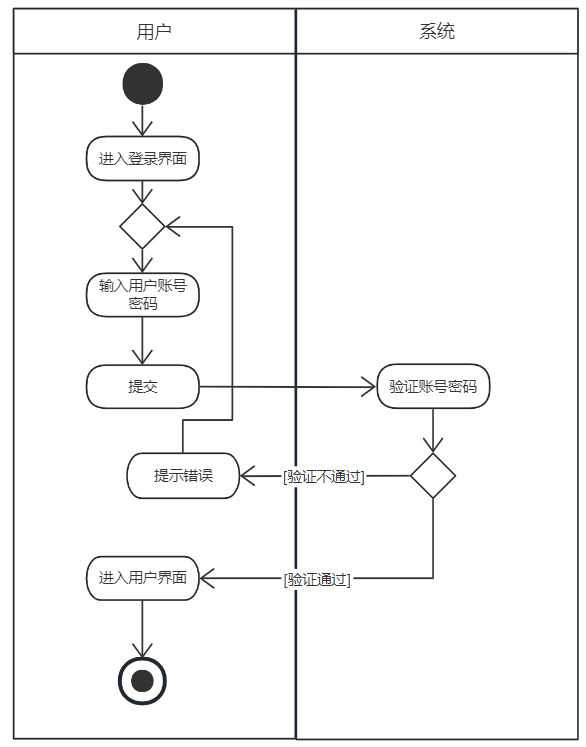 用户
系统
进入登录界面
输入用户账号
密码
提交
验证账号密码
提示错误
[验证不通过]
进入用户界面
[验证通过]